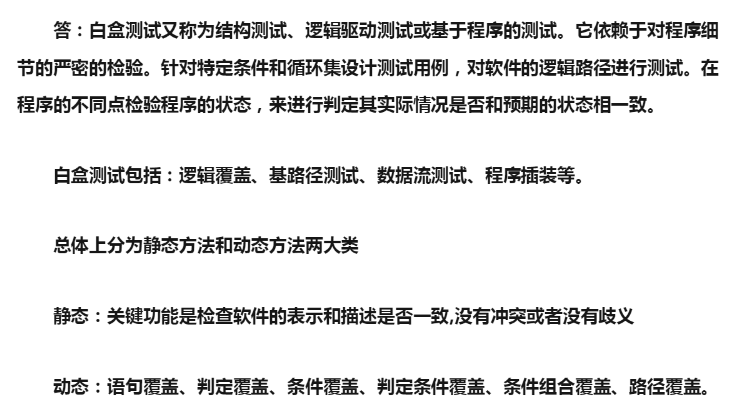 答：白盒测试又称为结构测试、逻辑驱动测试或基于程序的测试。它依赖于对程序细
节的严密的检验。针对特定条件和循环集设计测试用例，对软件的逻辑路径进行测试。在
程序的不同点检验程序的状态，来进行判定其实际情况是否和预期的状态相一致。
白盒测试包括：逻辑覆盖、基路径测试、数据流测试、程序插装等。
总体上分为静态方法和动态方法两大类
静态：关键功能是检查软件的表示和描述是否一致,没有冲突或者没有歧义
动态：语句覆盖、判定覆盖、条件覆盖、判定条件覆盖、条件组合覆盖、路径覆盖。